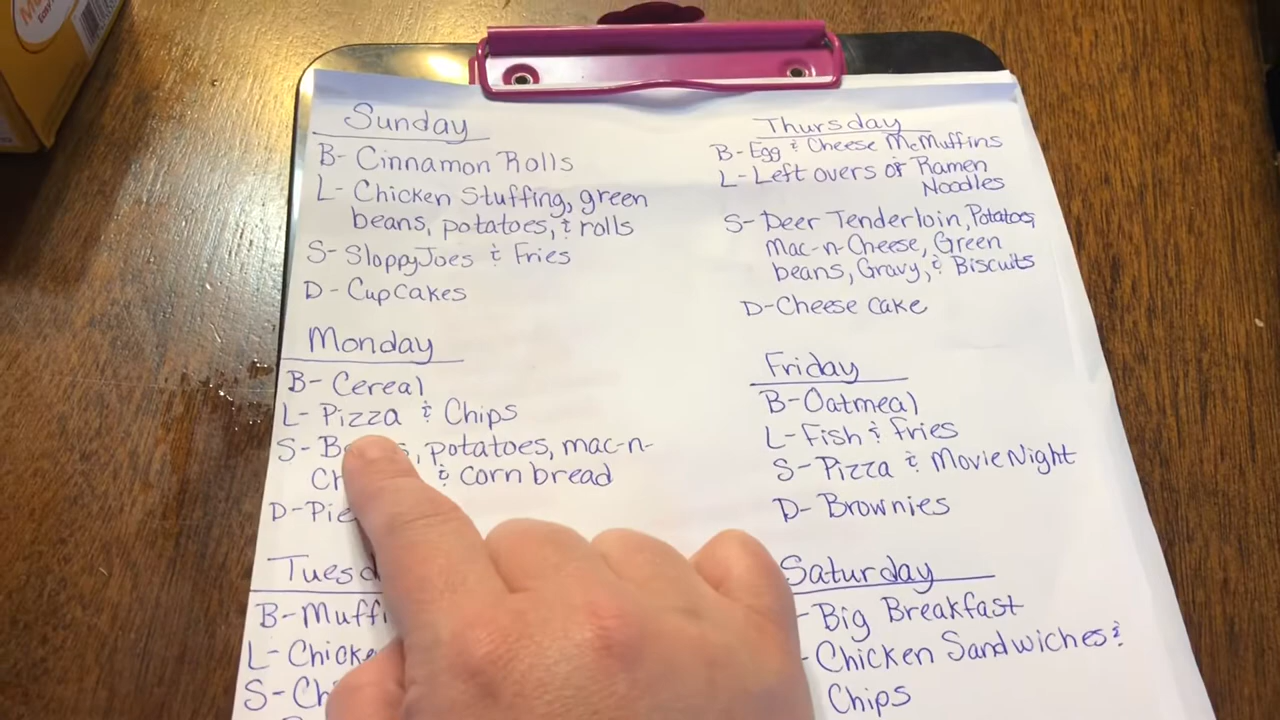 Sunday
B- Cinnamon Rolls
L- Chicken Stuffing, green
beans, potatoes, & rolls
S- Sloppy Joes & Fries
D- Cupcakes
Monday
B- Cereal
L- Pizza & Chips
S- potatoes, mac-n-
& Corn bread
D-
B-
L-
S-
Thursday
B- Egg & Cheese McMuffins
L- Left overs or Ramen
Noodles
S- Deer Tenderloin, Potatoes,
Mac-n-Cheese, Green
beans, Gravy, & Biscuits
D- Cheese cake
Friday
B- Oatmeal
L- Fish & fries
S- Pizza & Movie Night
D- Brownies
Saturday
- Big Breakfast
- Chicken Sandwiches &
Chips